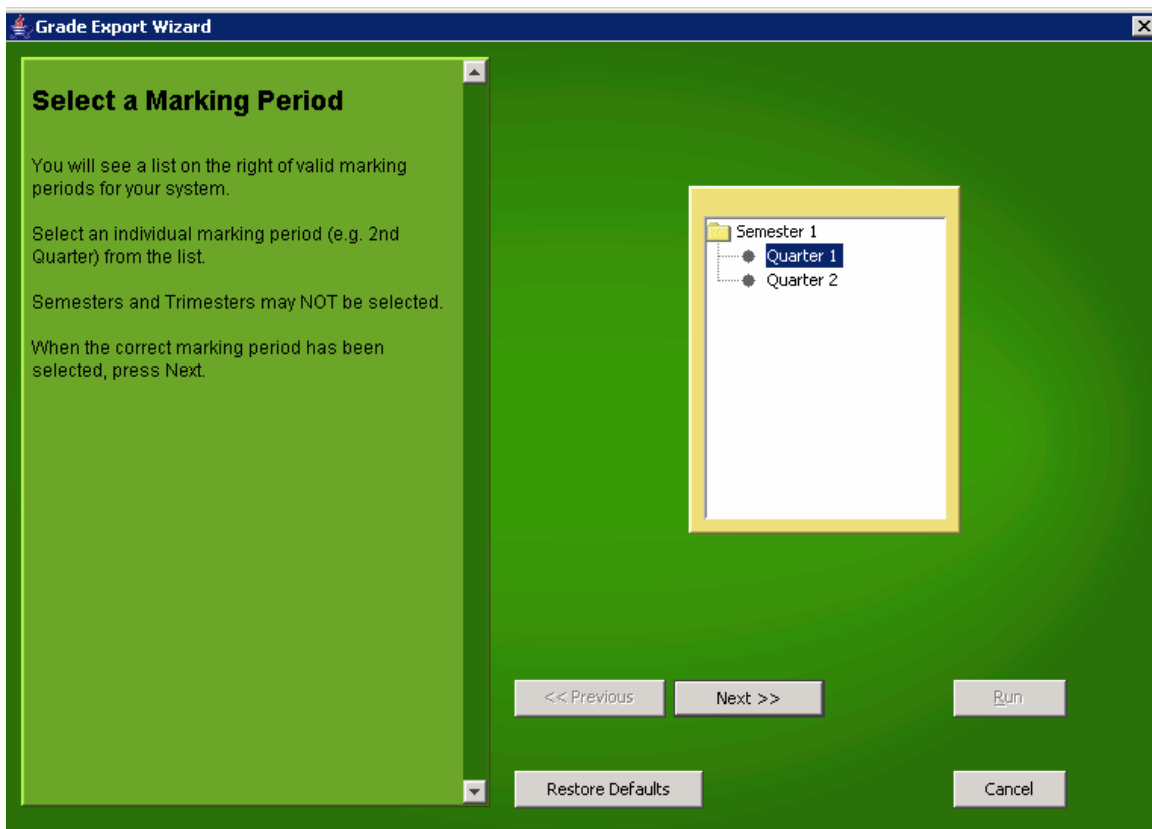 Grade Export Wizard
Select a Marking Period
You will see a list on the right of valid marking
periods for your system.
Select an individual marking period (e.g. 2nd
Quarter) from the list.
Semesters and Trimesters may NOT be selected.
When the correct marking period has been
selected, press Next.
Semester 1
Quarter 1
Quarter 2
<< Previous
Next >>
Run
Restore Defaults
Cancel